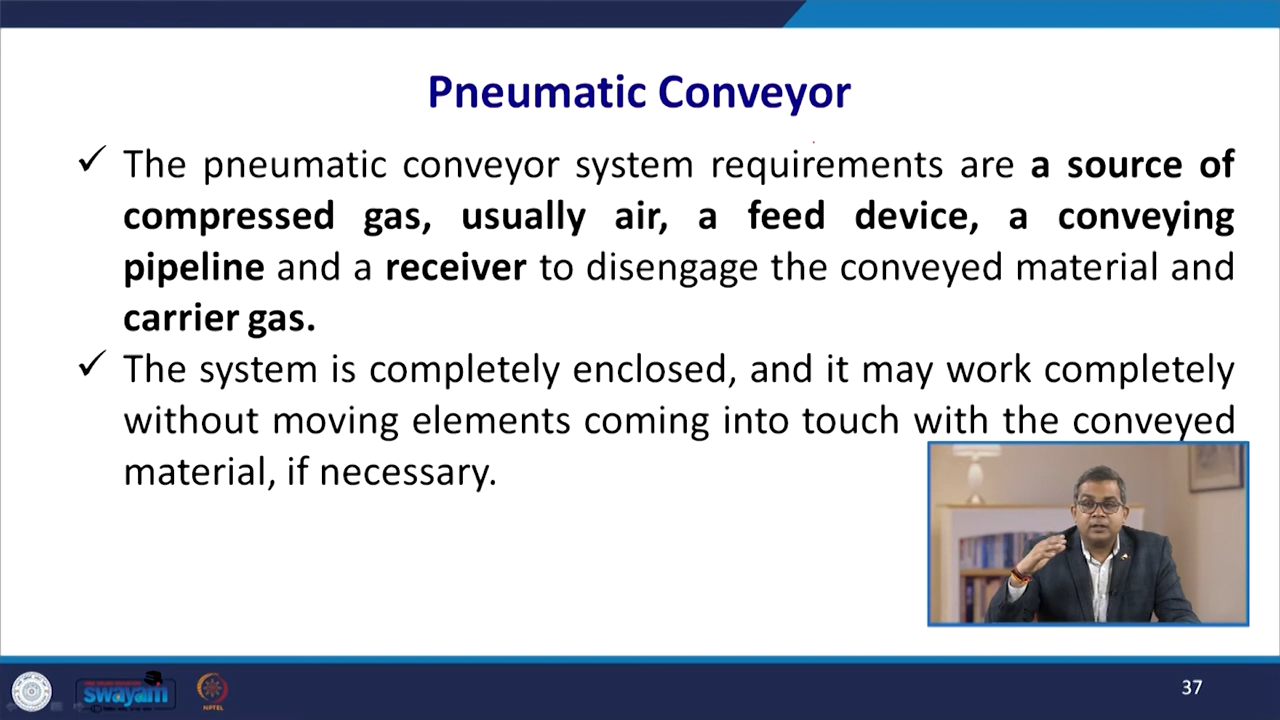 Pneumatic Conveyor
✓ The pneumatic conveyor system requirements are a source of
compressed gas, usually air, a feed device, a conveying
pipeline and a receiver to disengage the conveyed material and
carrier gas.
✓ The system is completely enclosed, and it may work completely
without moving elements coming into touch with the conveyed
material, if necessary.
swayam
NPTEL
37